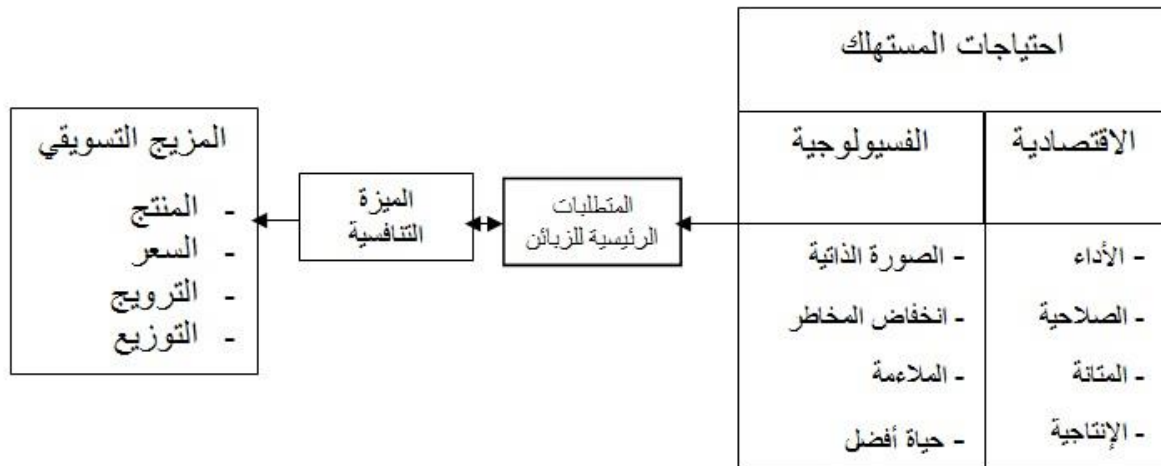 احتياجات المستهلك
الاقتصادية
الفسيولوجية
- الأداء
- الصلاحية
- المتانة
- الإنتاجية
- الصورة الذاتية
- انخفاض المخاطر
- الملاءمة
- حياة أفضل
المتطلبات
الرئيسية للزبائن
الميزة
التنافسية
المزيج التسويقي
- المنتج
- السعر
- الترويج
- التوزيع